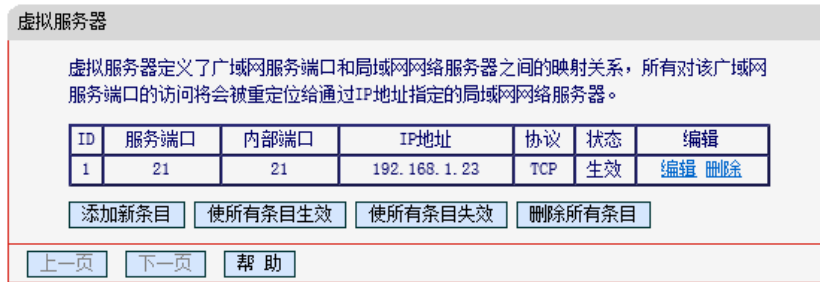 虚拟服务器
虚拟服务器定义了广域网服务端口和局域网网络服务器之间的映射关系，所有对该广域网
服务端口的访问将会被重定位给通过IP地址指定的局域网网络服务器。
ID 服务端口 内部端口 IP地址 协议 状态 编辑
1 21 21 192.168.1.23 TCP 生效 编辑 删除
添加新条目 使所有条目生效 使所有条目失效 删除所有条目
上一页 下一页 帮 助